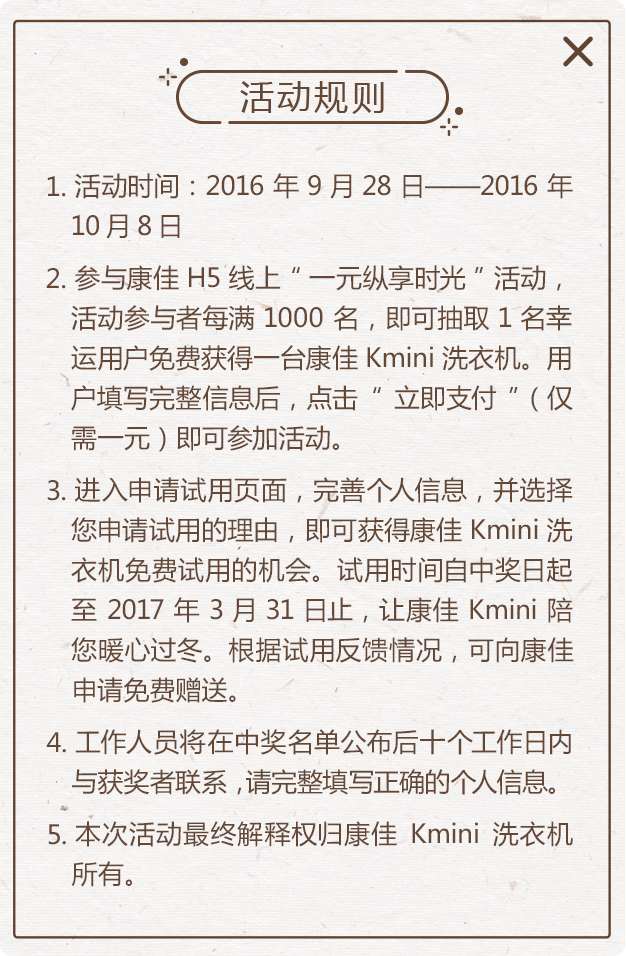 活动规则
1. 活动时间：2016 年 9 月 28 日——2016 年
10 月 8 日
2. 参与康佳 H5 线上 “ 一元纵享时光 ” 活动，
活动参与者每满 1000 名，即可抽取 1 名幸
运用户免费获得一台康佳 Kmini 洗衣机。用
户填写完整信息后，点击 “ 立即支付 ”（ 仅
需一元 ）即可参加活动。
3. 进入申请试用页面，完善个人信息，并选择
您申请试用的理由，即可获得康佳 Kmini 洗
衣机免费试用的机会。试用时间自中奖日起
至 2017 年 3 月 31 日止，让康佳 Kmini 陪
您暖心过冬。根据试用反馈情况，可向康佳
申请免费赠送。
4. 工作人员将在中奖名单公布后十个工作日内
与获奖者联系，请完整填写正确的个人信息。
5. 本次活动最终解释权归康佳 Kmini 洗衣机
所有。